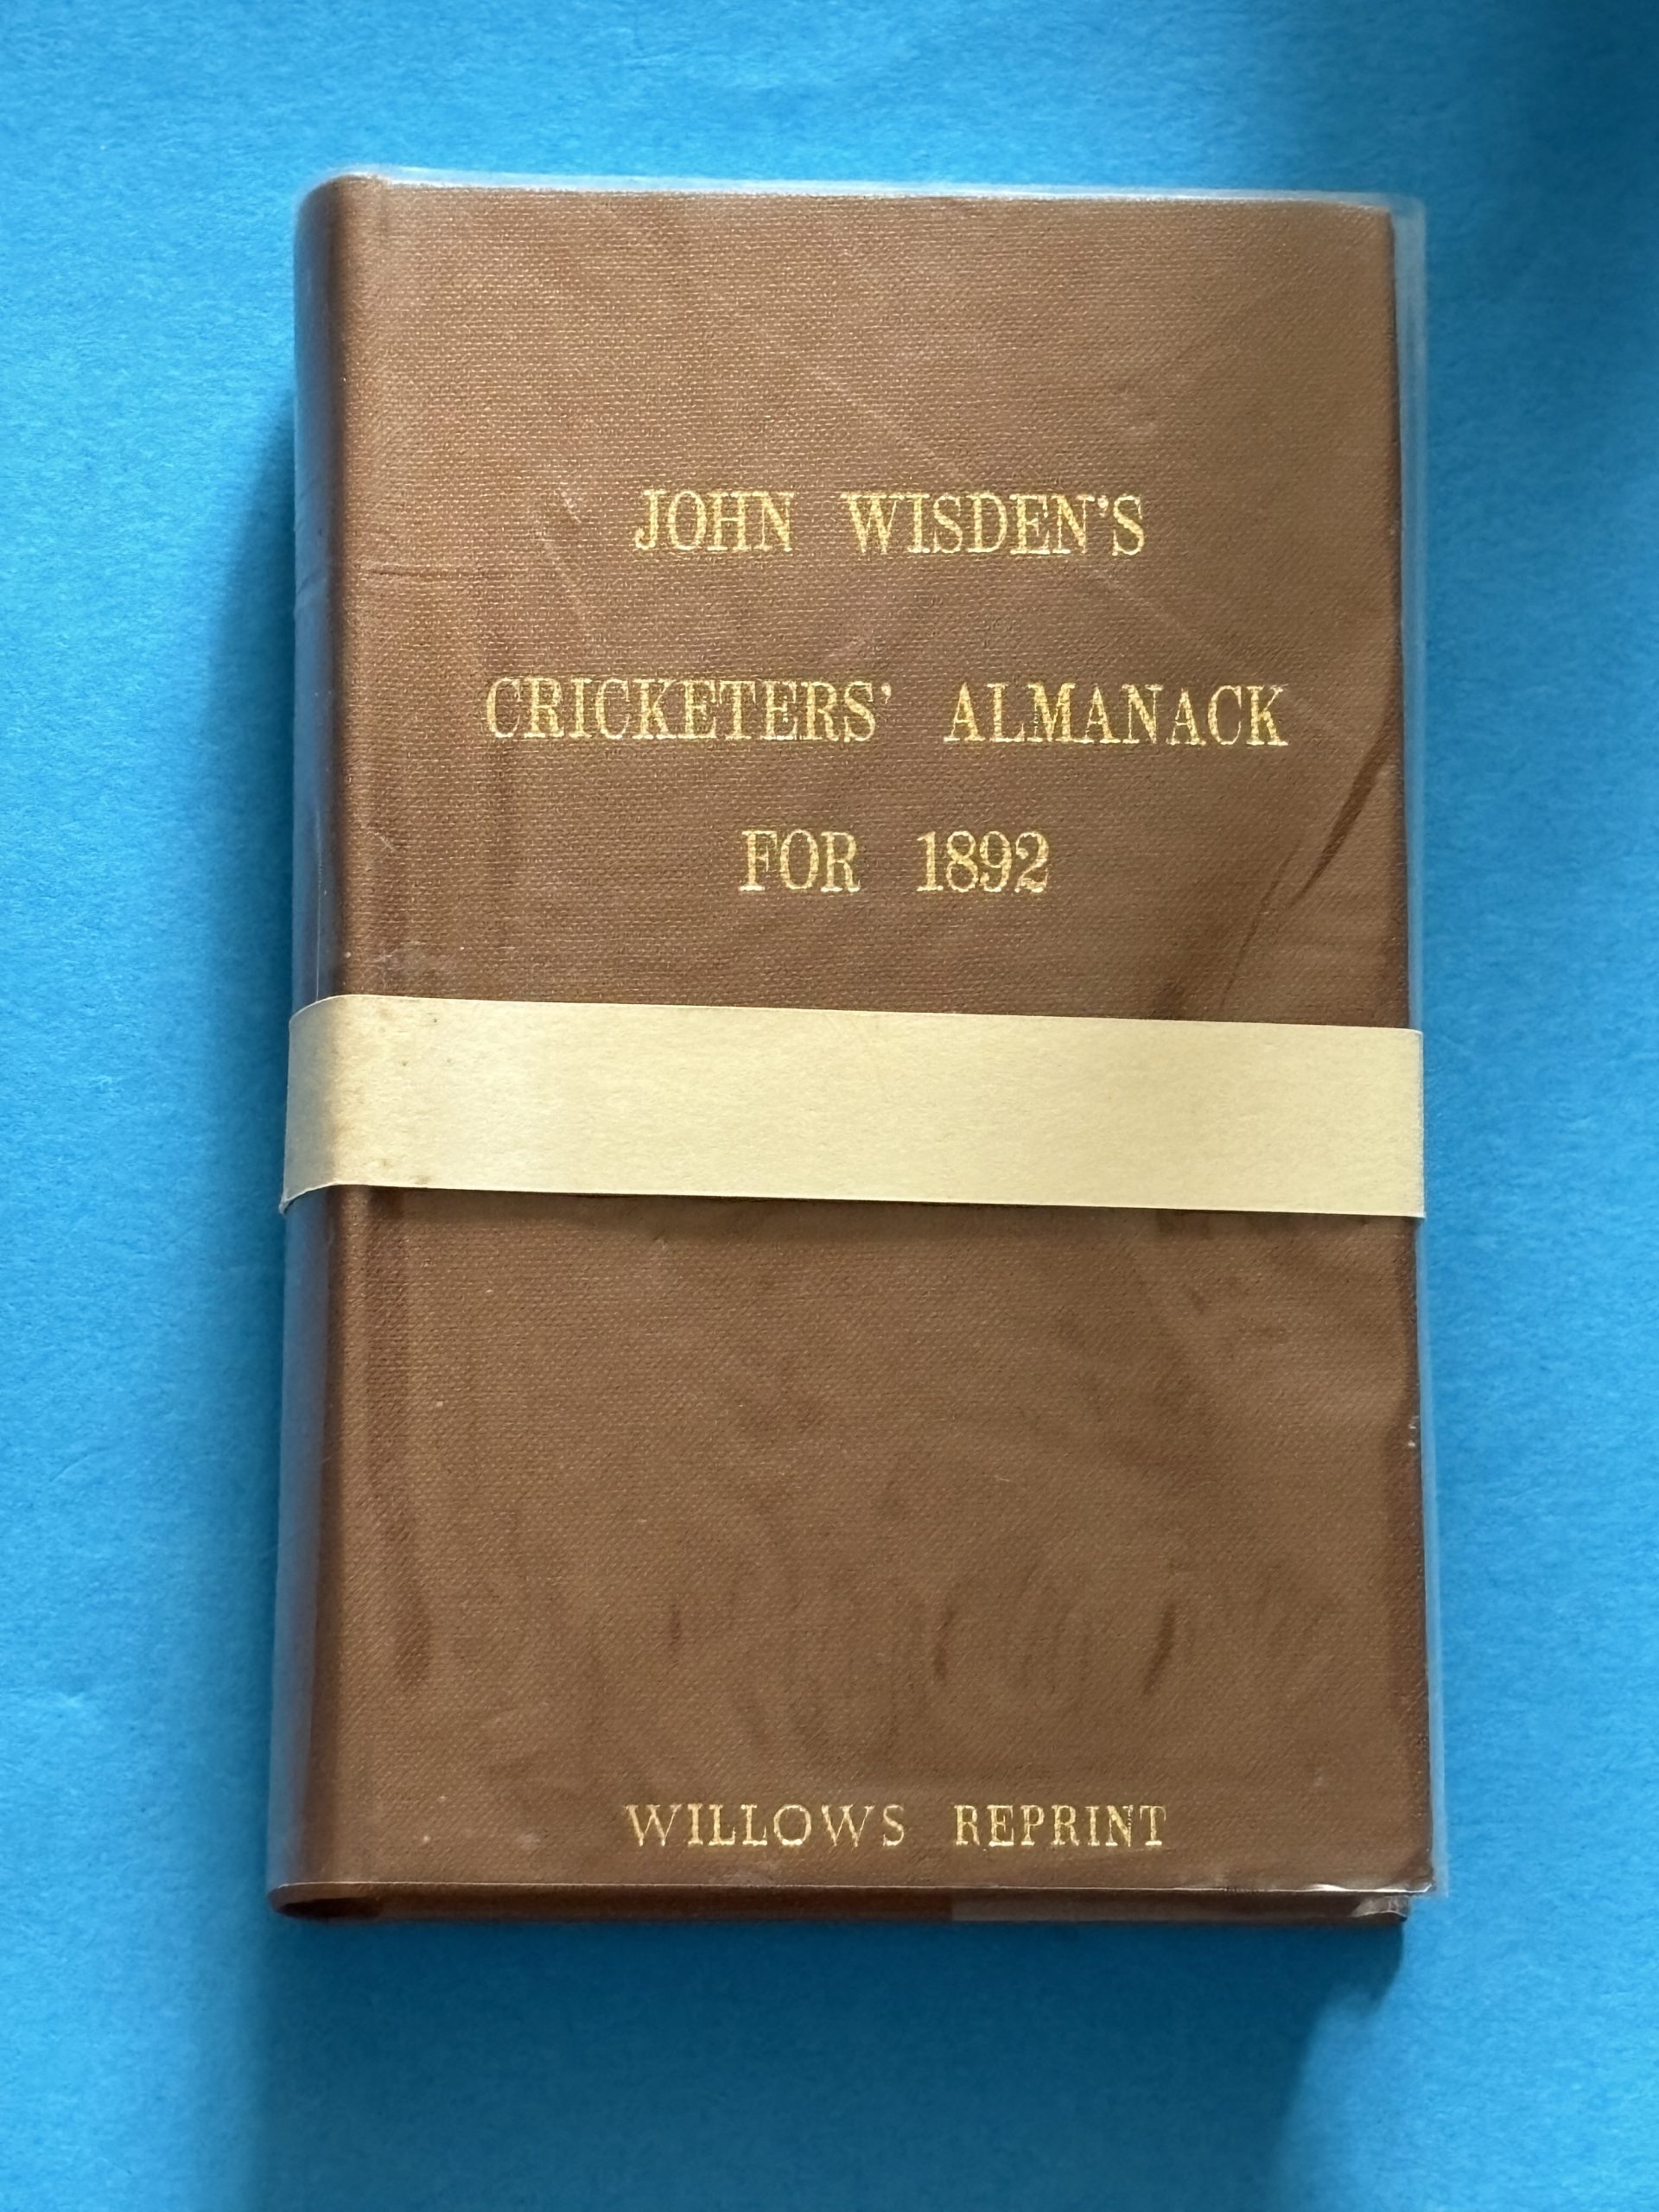 JOHN WISDEN'S
CRICKETERS' ALMANACK
FOR 1892
WILLOWS REPRINT